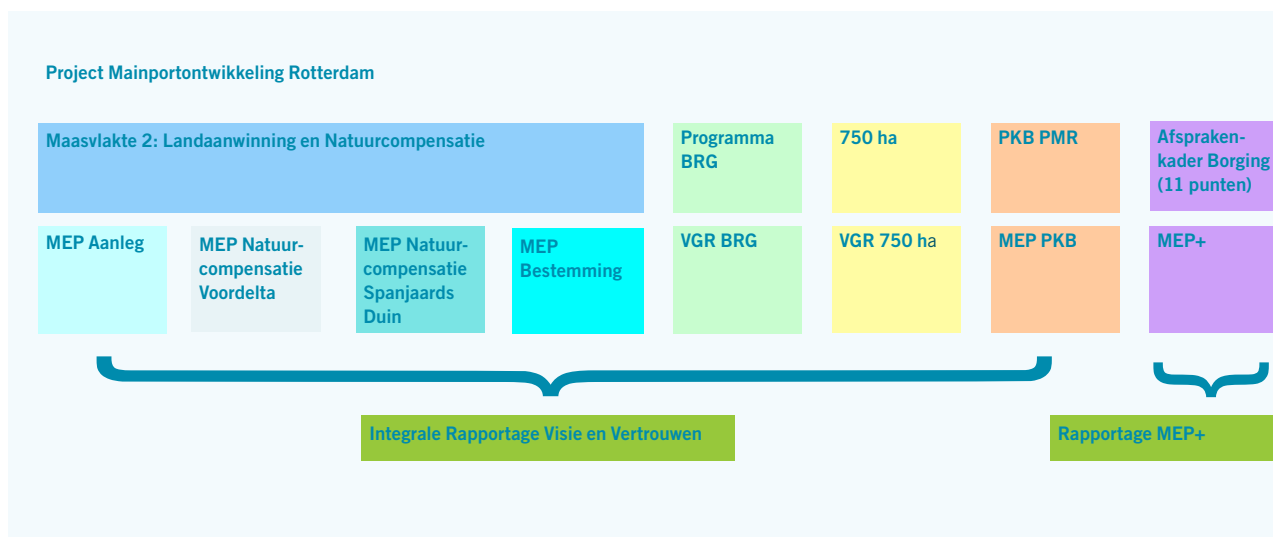 Project Mainportontwikkeling Rotterdam
Maasvlakte 2: Landaanwinning en Natuurcompensatie
Programma
BRG
750 ha
PKB PMR
Afspraken-
kader Borging
(11 punten)
MEP Aanleg
MEP Natuur-
compensatie
Voordelta
MEP Natuur-
compensatie
Spanjaards
Duin
MEP
Bestemming
VGR BRG
VGR 750 ha
MEP PKB
MEP+
Integrale Rapportage Visie en Vertrouwen
Rapportage MEP+